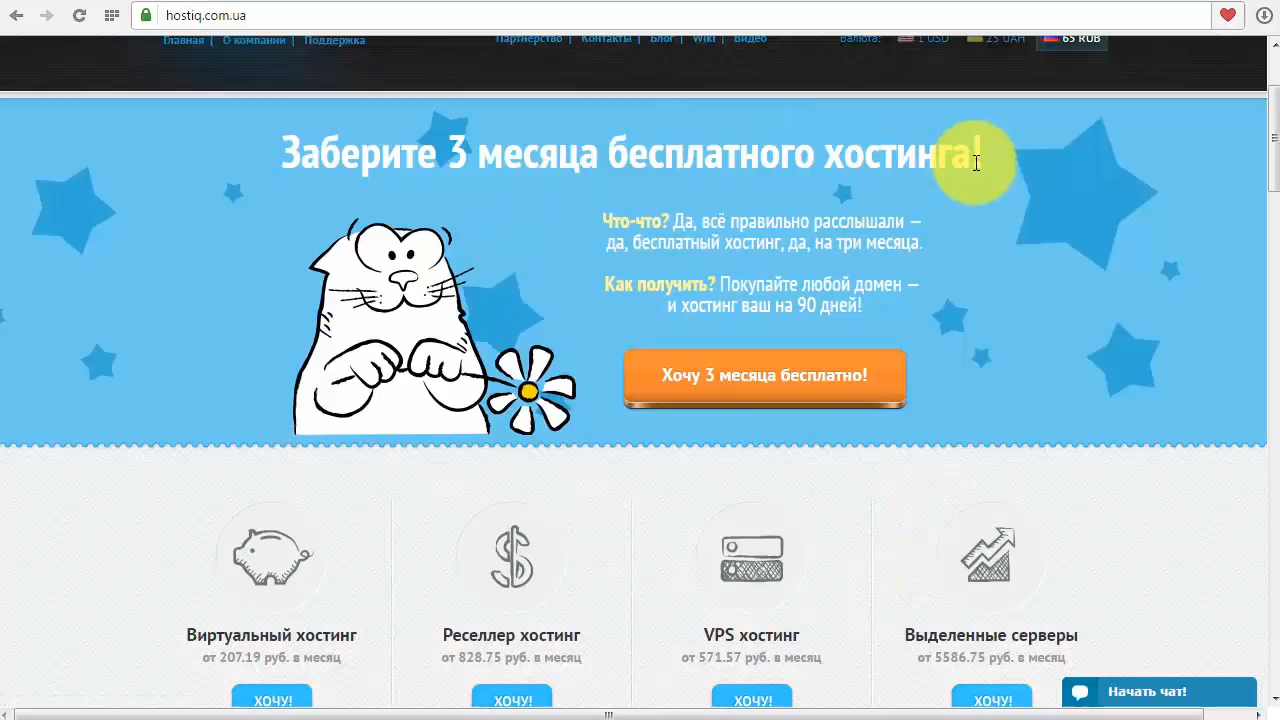 hostiq.com.ua
Главная | О компании | Поддержка
Партнерство | Контакты | Блог | Wiki | Видео
Валюта: 1 USD 25 UAH 65 RUB
Заберите 3 месяца бесплатного хостинга!
Что-что? Да, всё правильно расслышали —
да, бесплатный хостинг, да, на три месяца.
Как получить? Покупайте любой домен —
и хостинг ваш на 90 дней!
Хочу 3 месяца бесплатно!
Виртуальный хостинг
от 207.19 руб. в месяц
ХОЧУ!
Реселлер хостинг
от 828.75 руб. в месяц
ХОЧУ!
VPS хостинг
от 571.57 руб. в месяц
ХОЧУ!
Выделенные серверы
от 5586.75 руб. в месяц
ХОЧУ!
Начать чат!